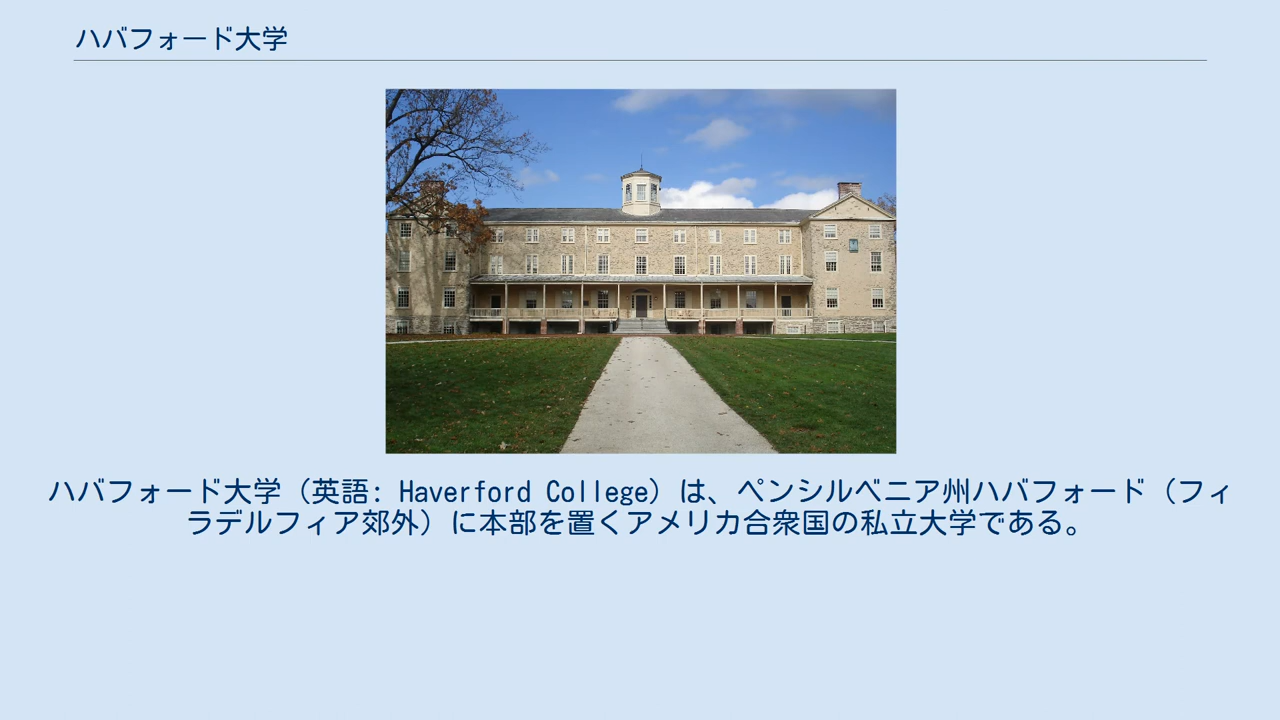 ハバフォード大学
ハバフォード大学（英語: Haverford College）は、ペンシルベニア州ハバフォード（フィ
ラデルフィア郊外）に本部を置くアメリカ合衆国の私立大学である。